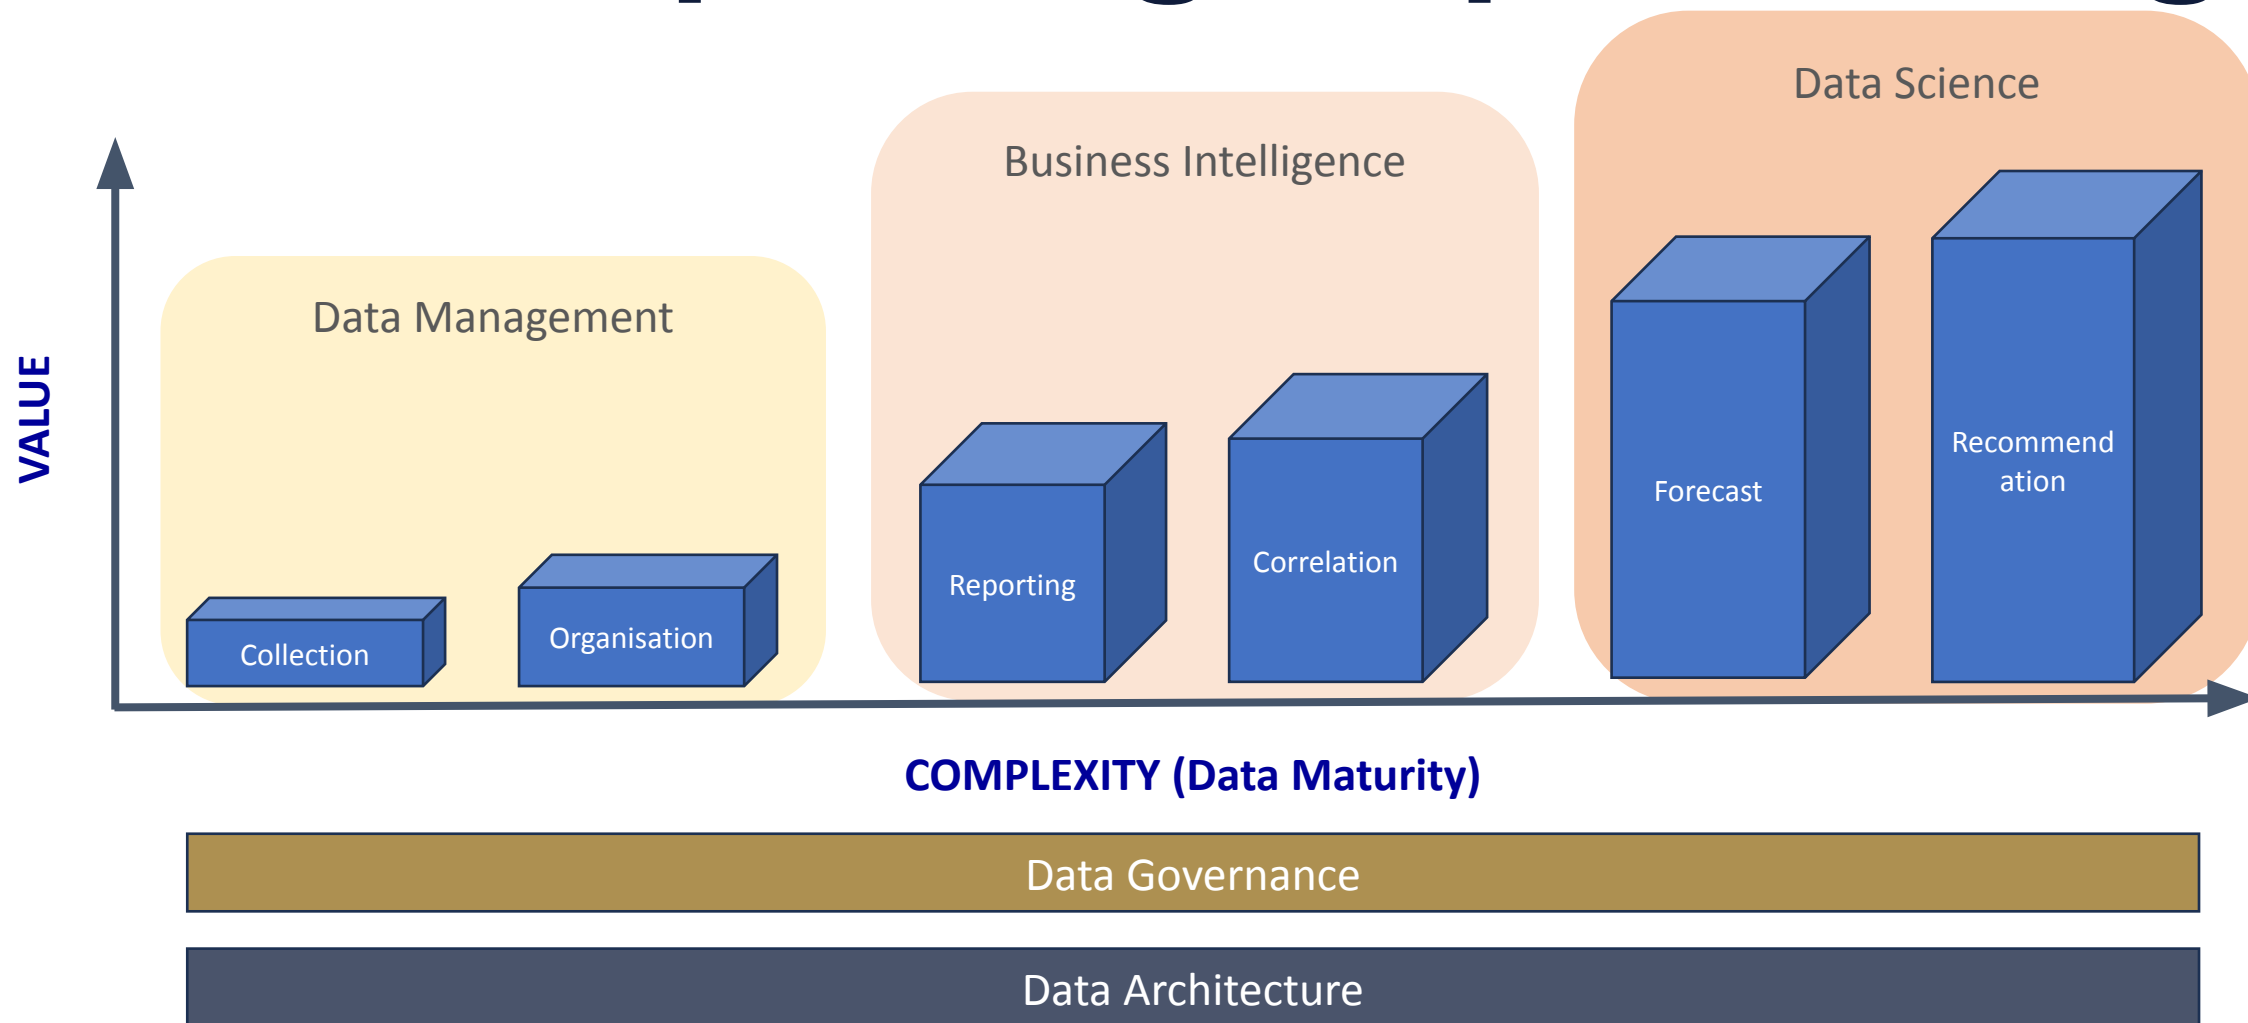 Data Science
Business Intelligence
Data Management
VALUE
Collection
Organisation
Reporting
Correlation
Forecast
Recommend
ation
COMPLEXITY (Data Maturity)
Data Governance
Data Architecture